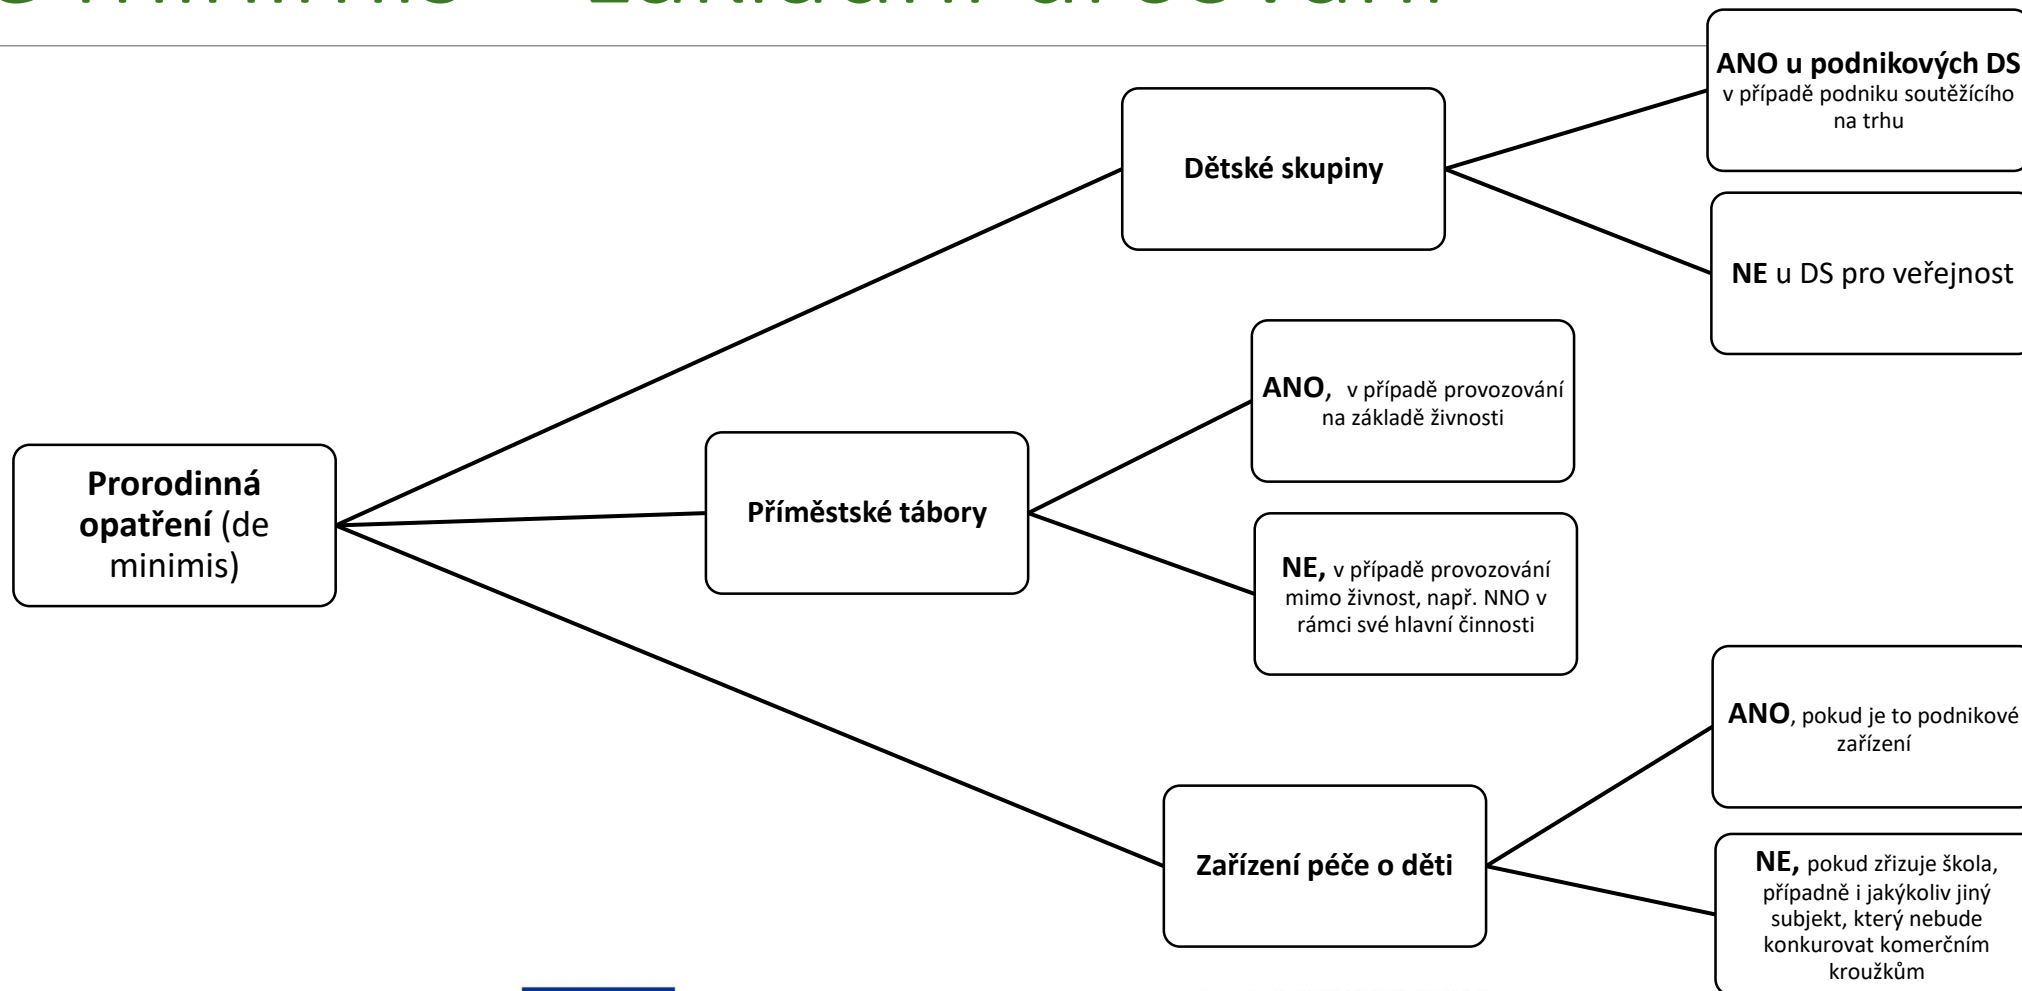 Prorodinná
opatření (de
minimis)
Dětské skupiny
ANO u podnikových DS
v případě podniku soutěžícího
na trhu
NE u DS pro veřejnost
Příměstské tábory
ANO, v případě provozování
na základě živnosti
NE, v případě provozování
mimo živnost, např. NNO v
rámci své hlavní činnosti
Zařízení péče o děti
ANO, pokud je to podnikové
zařízení
NE, pokud zřizuje škola,
případně i jakýkoliv jiný
subjekt, který nebude
konkurovat komerčním
kroužkům